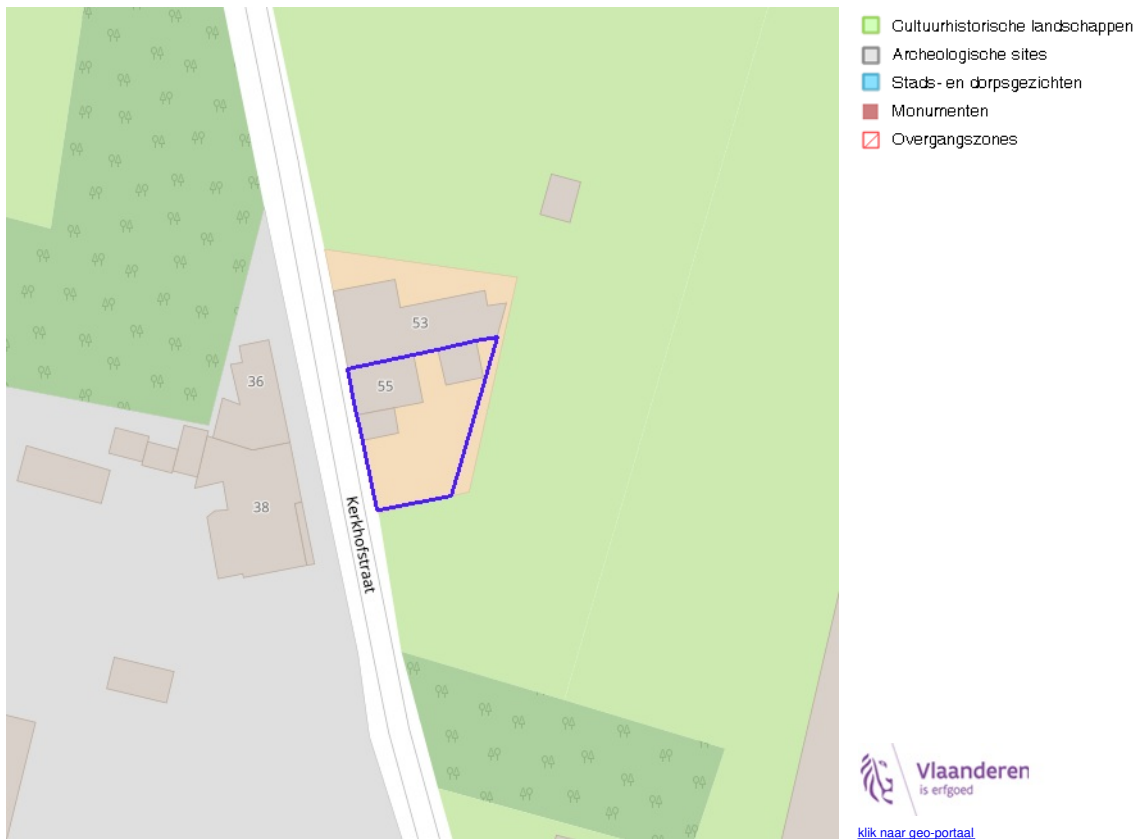 Cultuurhistorische landschappen
Archeologische sites
Stads- en dorpsgezichten
Monumenten
Overgangszones
53
55
36
38
Kerkhofstraat
Vlaanderen
is erfgoed
klik naar geo-portaal